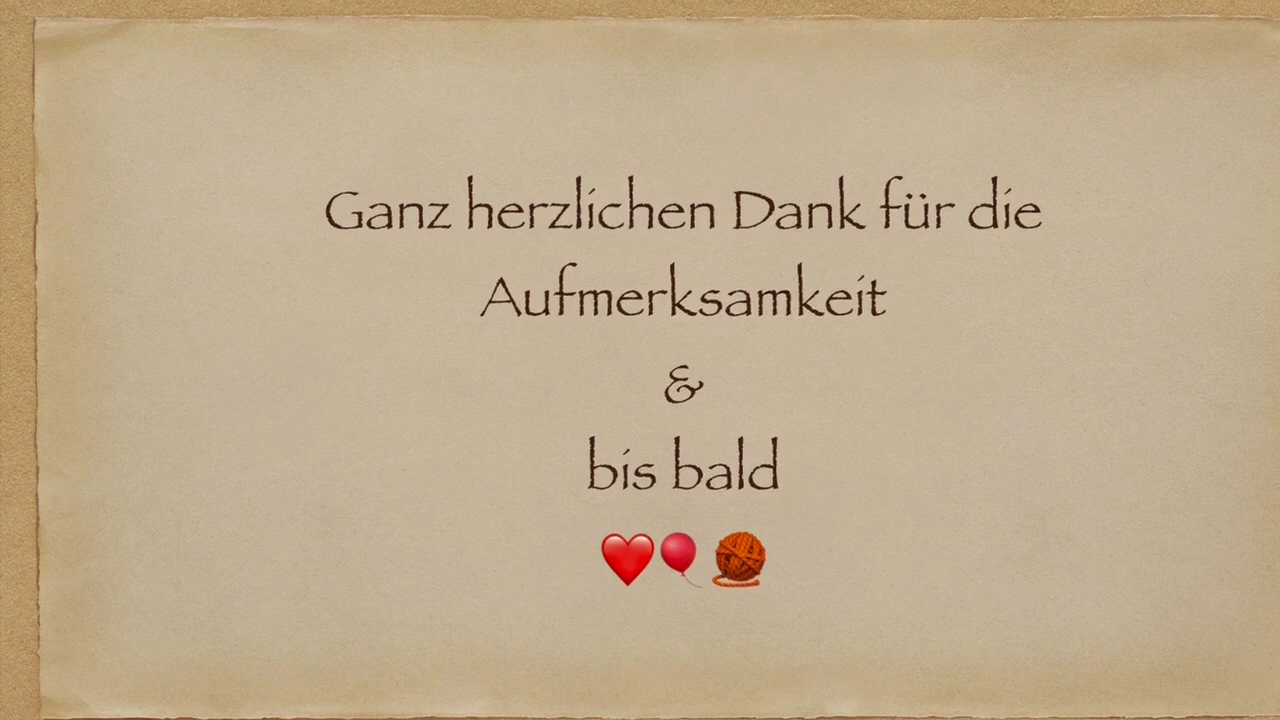 Ganz herzlichen Dank für die
Aufmerksamkeit
&
bis bald
❤️🎈🧶